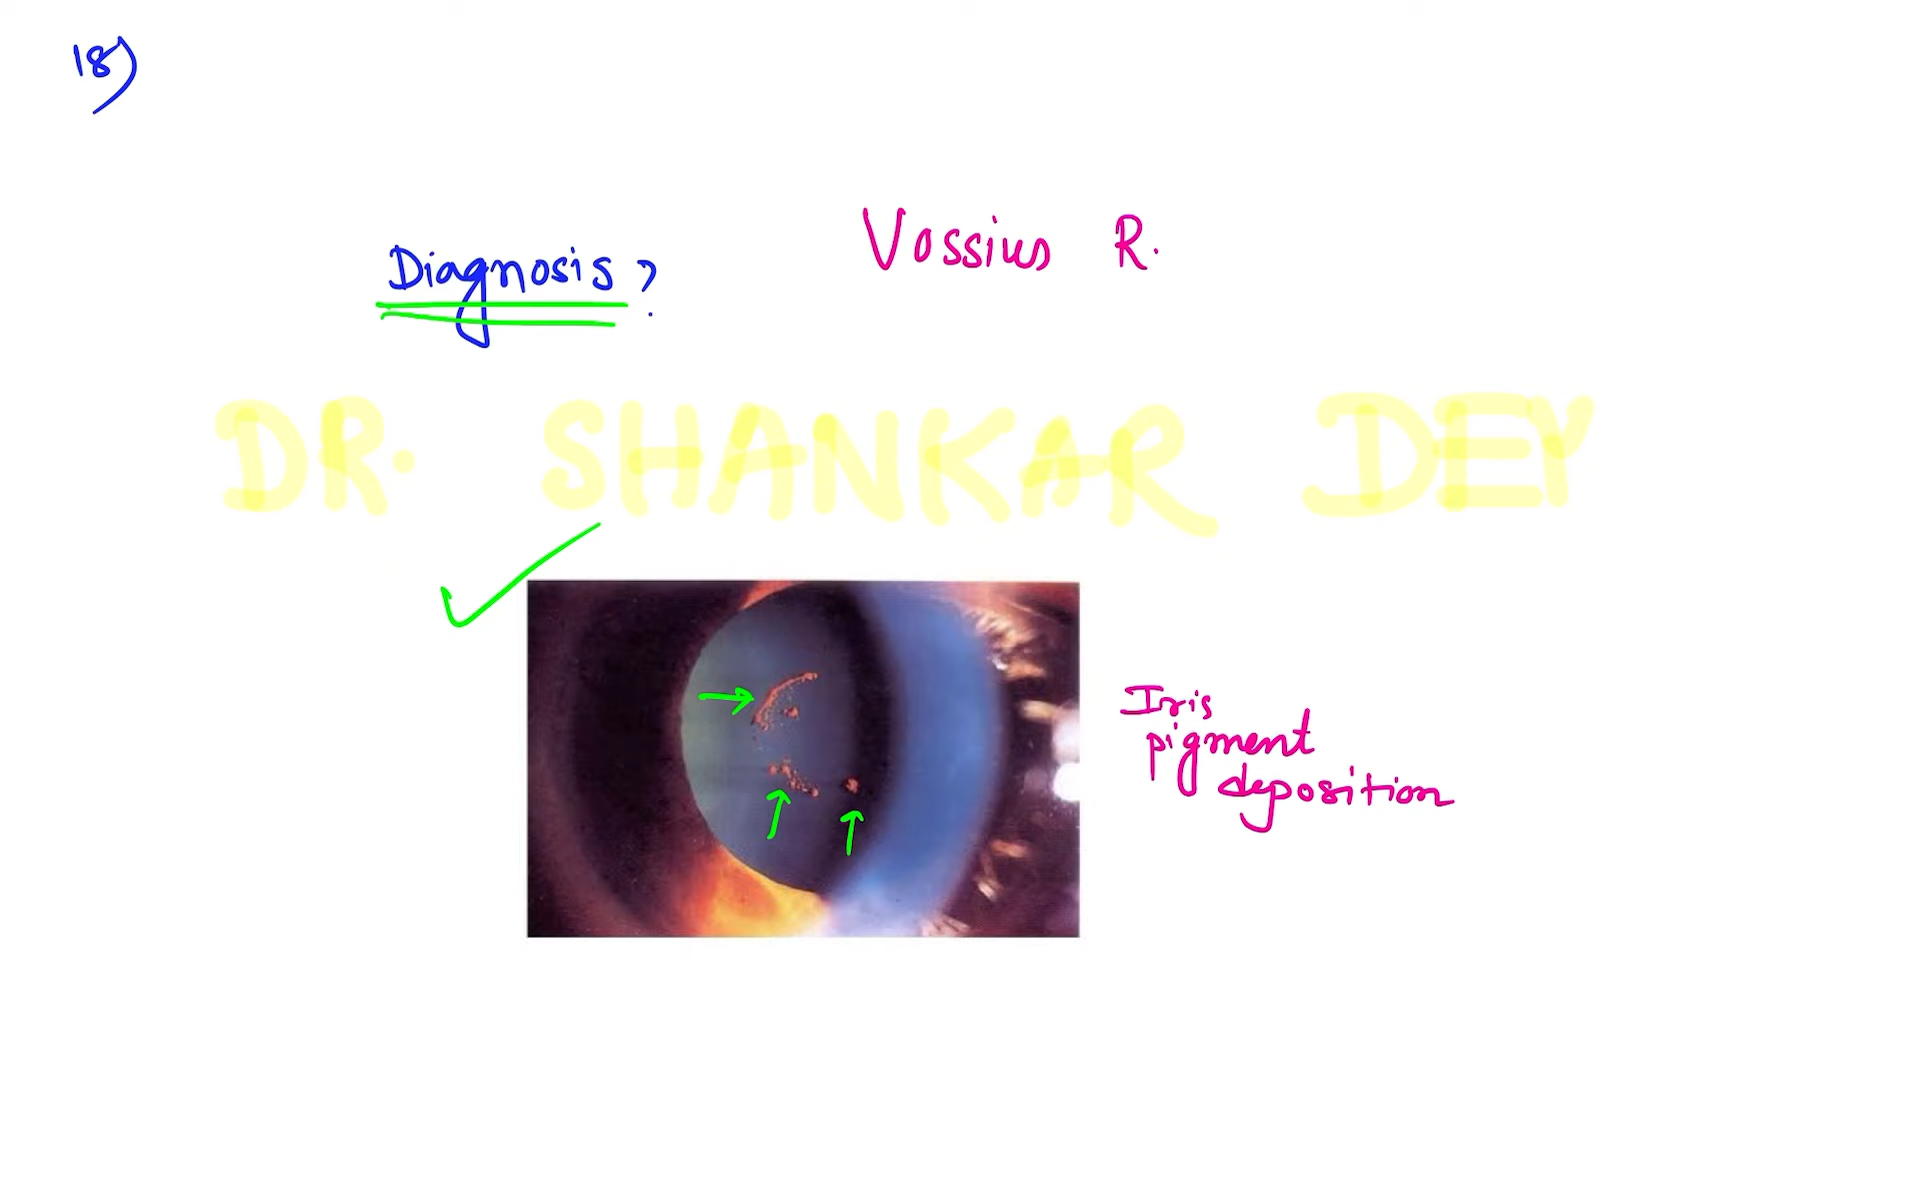 18)
Vossius R.
Diagnosis?
DR. SHANKAR DEY
Iris
pigment
deposition